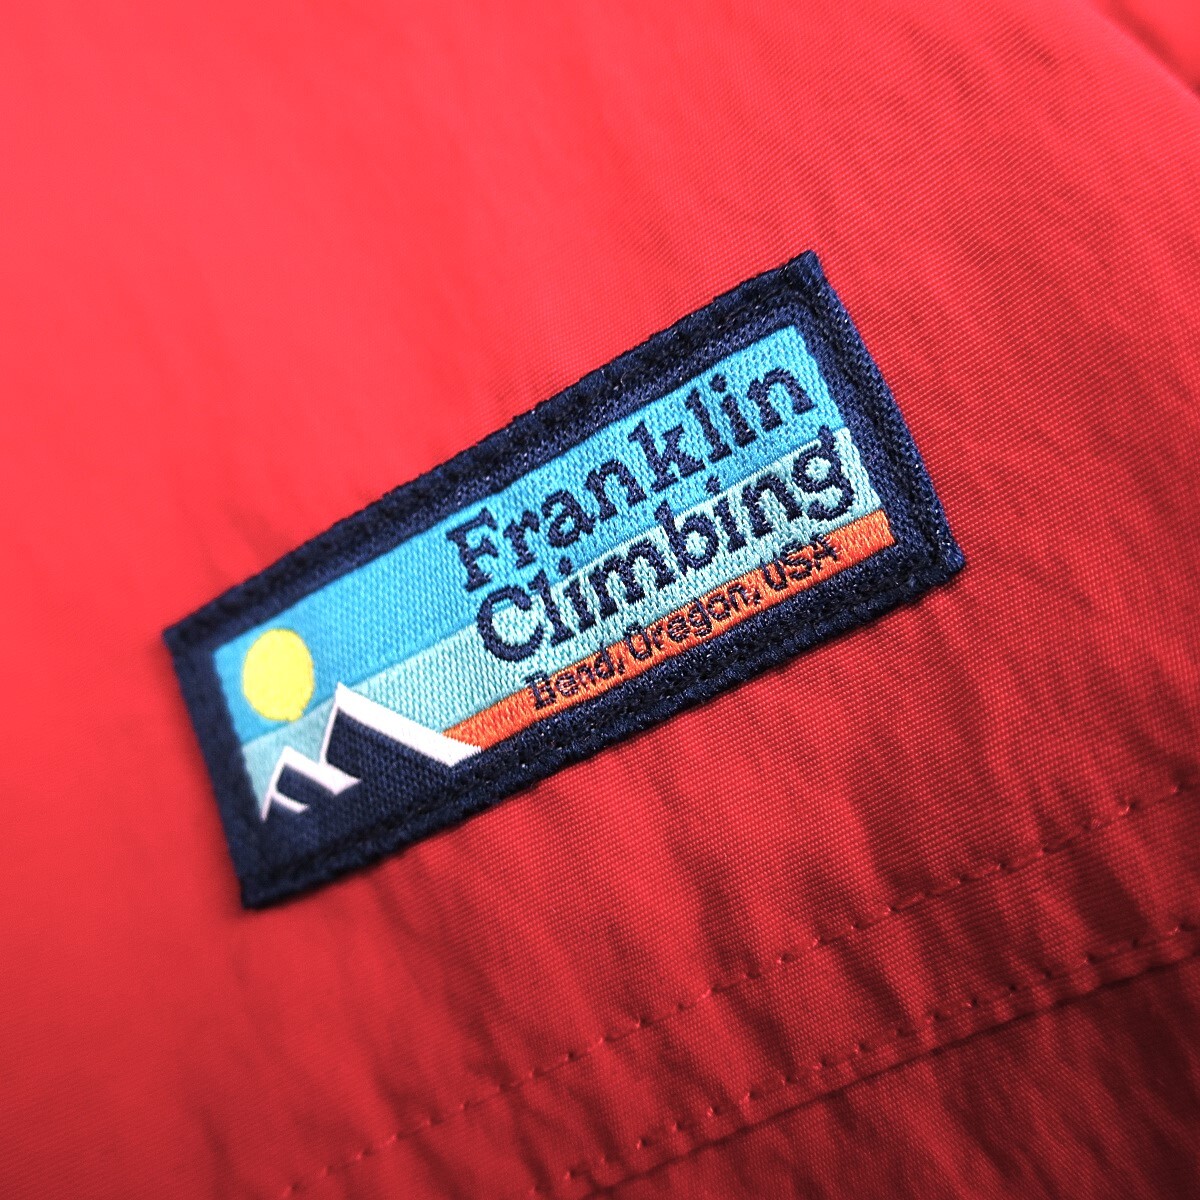 Franklin
Climbing
Bend, Oregon, USA